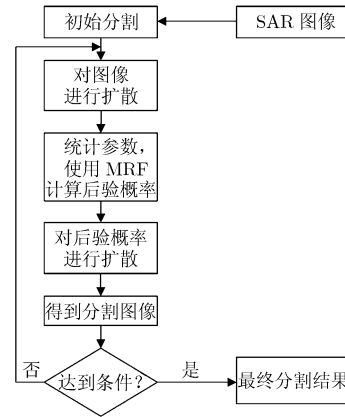 初始分割
SAR 图像
对图像
进行扩散
统计参数，
使用 MRF
计算后验概率
对后验概率
进行扩散
得到分割图像
否
达到条件？
是
最终分割结果